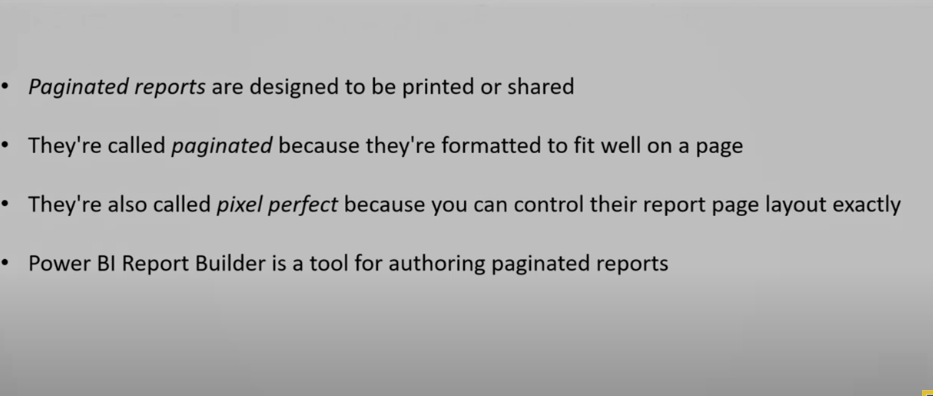 • Paginated reports are designed to be printed or shared
• They're called paginated because they're formatted to fit well on a page
• They're also called pixel perfect because you can control their report page layout exactly
• Power BI Report Builder is a tool for authoring paginated reports